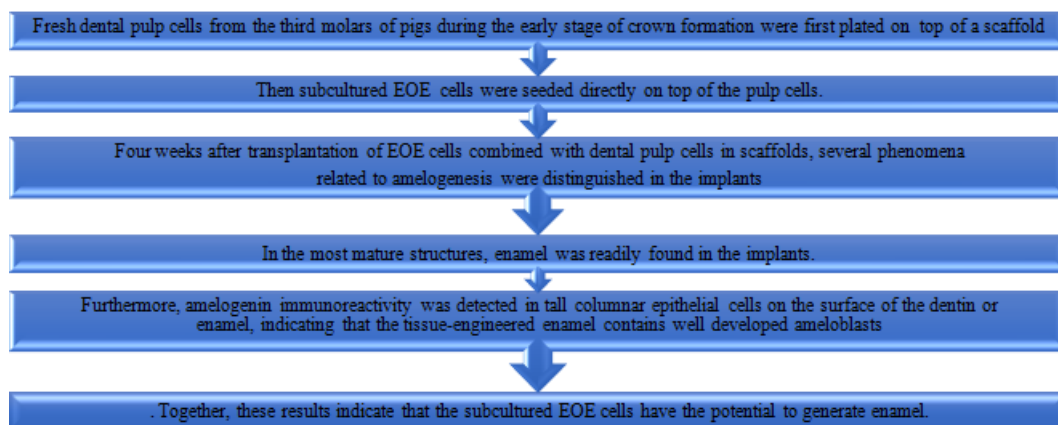 Fresh dental pulp cells from the third molars of pigs during the early stage of crown formation were first plated on top of a scaffold
Then subcultured EOE cells were seeded directly on top of the pulp cells.
Four weeks after transplantation of EOE cells combined with dental pulp cells in scaffolds, several phenomena
related to amelogenesis were distinguished in the implants
In the most mature structures, enamel was readily found in the implants.
Furthermore, amelogenin immunoreactivity was detected in tall columnar epithelial cells on the surface of the dentin or
enamel, indicating that the tissue-engineered enamel contains well developed ameloblasts
. Together, these results indicate that the subcultured EOE cells have the potential to generate enamel.